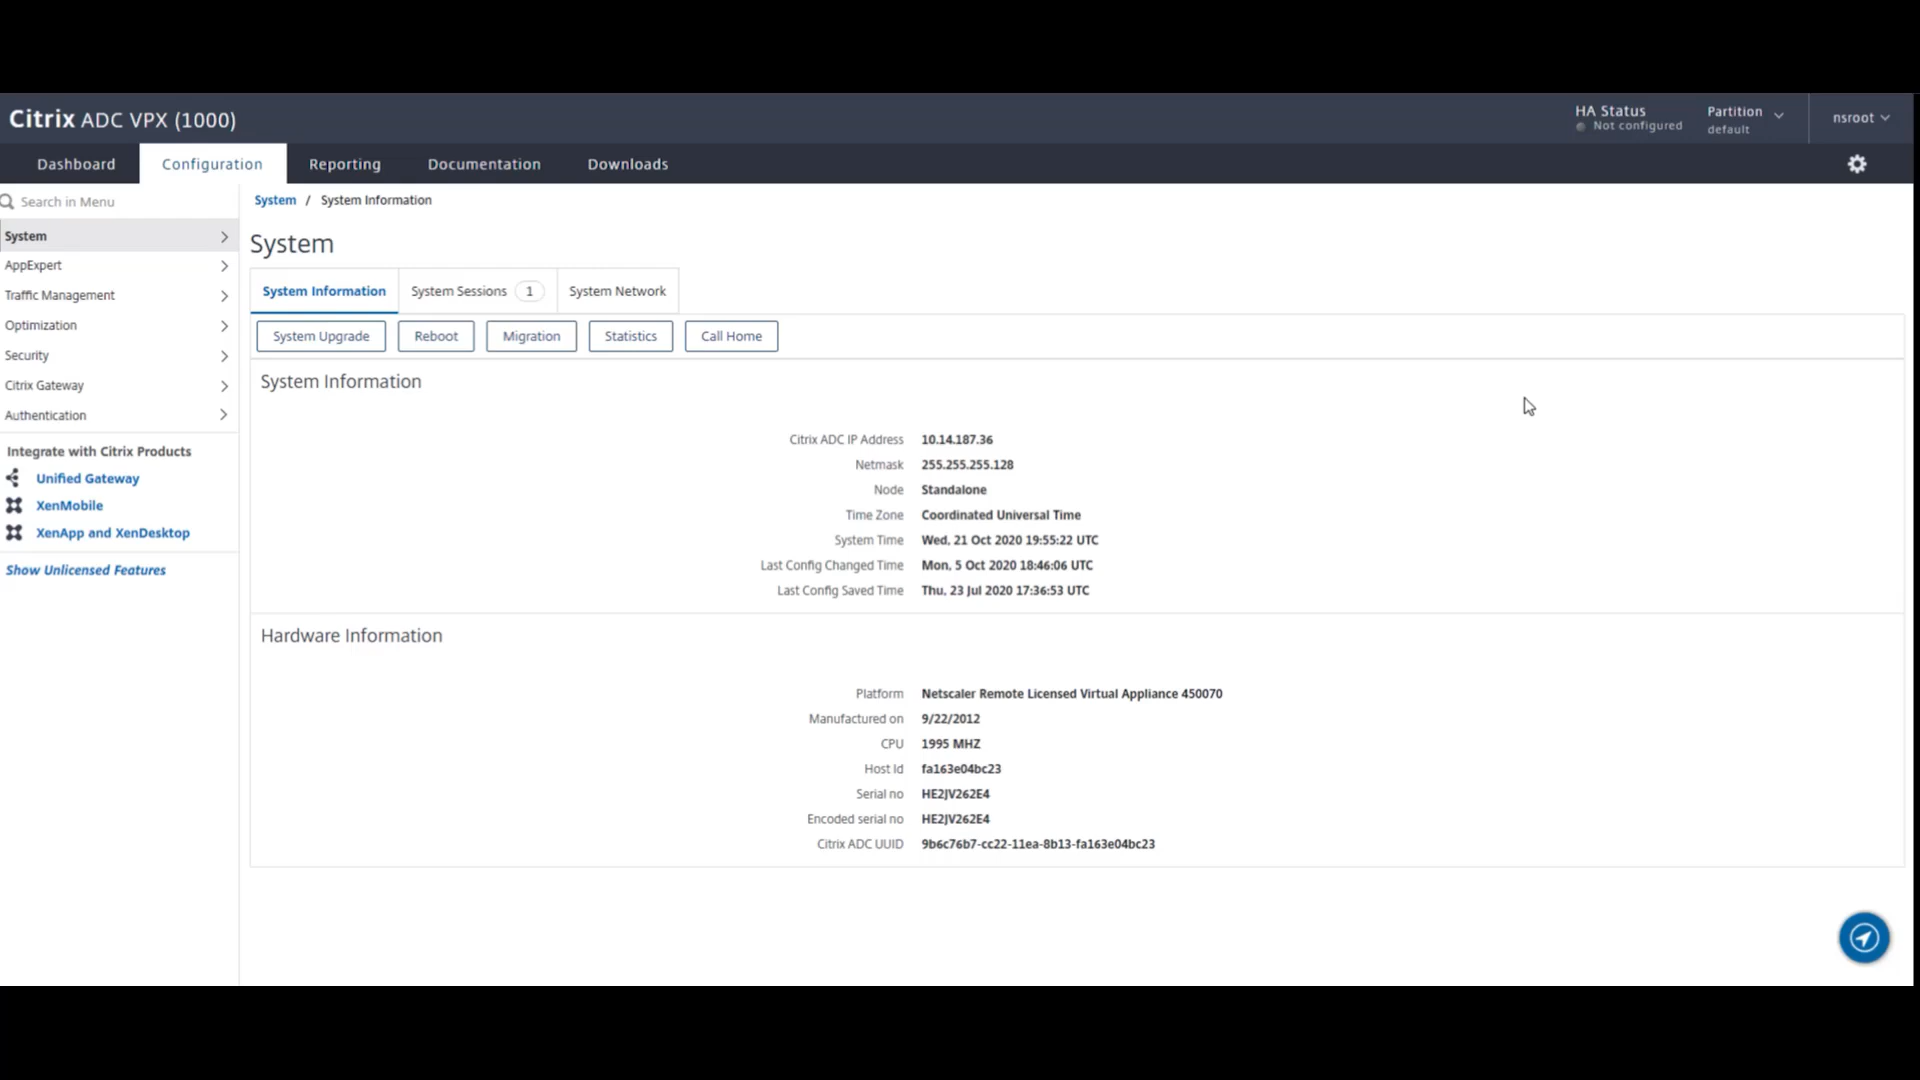 Citrix ADC VPX (1000)
HA Status
Not configured
Partition
default
nsroot
Dashboard
Configuration
Reporting
Documentation
Downloads
Search in Menu
System
AppExpert
Traffic Management
Optimization
Security
Citrix Gateway
Authentication
Integrate with Citrix Products
Unified Gateway
XenMobile
XenApp and XenDesktop
Show Unlicensed Features
System / System Information
System
System Information
System Sessions 1
System Network
System Upgrade
Reboot
Migration
Statistics
Call Home
System Information
Citrix ADC IP Address 10.14.187.36
Netmask 255.255.255.128
Node Standalone
Time Zone Coordinated Universal Time
System Time Wed, 21 Oct 2020 19:55:22 UTC
Last Config Changed Time Mon, 5 Oct 2020 18:46:06 UTC
Last Config Saved Time Thu, 23 Jul 2020 17:36:53 UTC
Hardware Information
Platform Netscaler Remote Licensed Virtual Appliance 450070
Manufactured on 9/22/2012
CPU 1995 MHZ
Host Id fa163e04bc23
Serial no HE2JV262E4
Encoded serial no HE2JV262E4
Citrix ADC UUID 9b6c76b7-cc22-11ea-8b13-fa163e04bc23